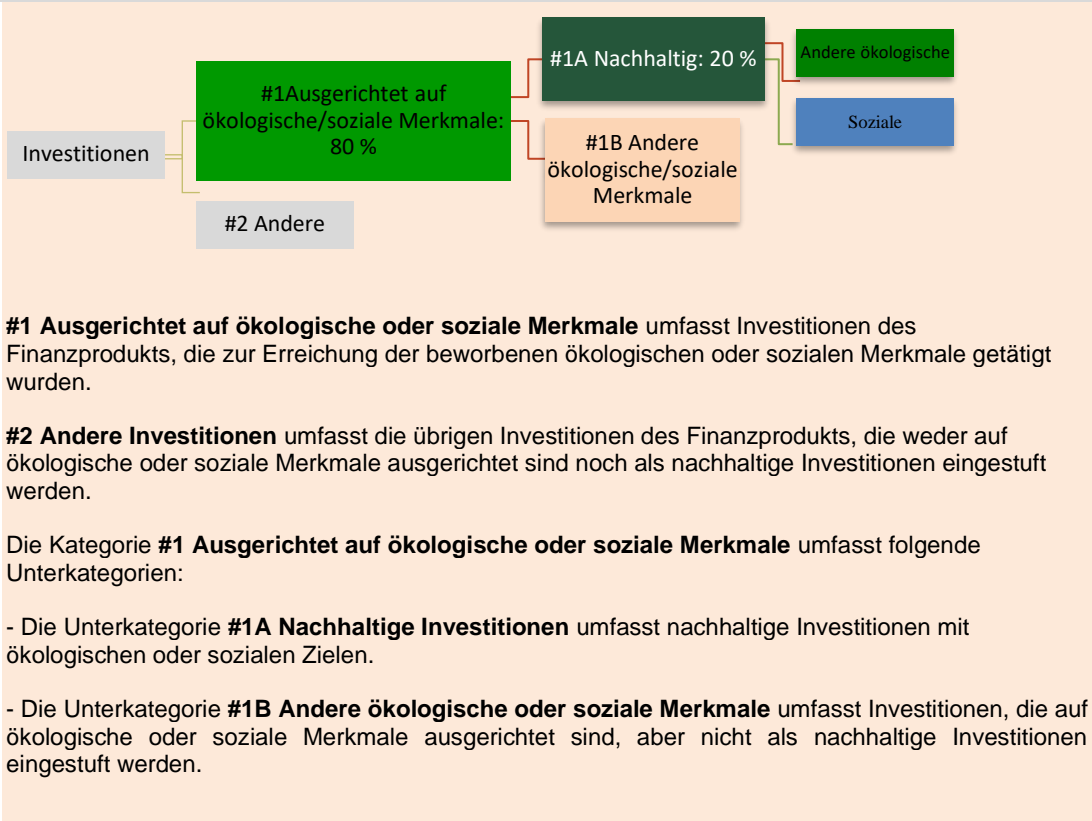 Investitionen
#1Ausgerichtet auf
ökologische/soziale Merkmale:
80 %
#2 Andere
#1A Nachhaltig: 20 %
#1B Andere
ökologische/soziale
Merkmale
Andere ökologische
Soziale
#1 Ausgerichtet auf ökologische oder soziale Merkmale umfasst Investitionen des
Finanzprodukts, die zur Erreichung der beworbenen ökologischen oder sozialen Merkmale getätigt
wurden.
#2 Andere Investitionen umfasst die übrigen Investitionen des Finanzprodukts, die weder auf
ökologische oder soziale Merkmale ausgerichtet sind noch als nachhaltige Investitionen eingestuft
werden.
Die Kategorie #1 Ausgerichtet auf ökologische oder soziale Merkmale umfasst folgende
Unterkategorien:
- Die Unterkategorie #1A Nachhaltige Investitionen umfasst nachhaltige Investitionen mit
ökologischen oder sozialen Zielen.
- Die Unterkategorie #1B Andere ökologische oder soziale Merkmale umfasst Investitionen, die auf
ökologische oder soziale Merkmale ausgerichtet sind, aber nicht als nachhaltige Investitionen
eingestuft werden.